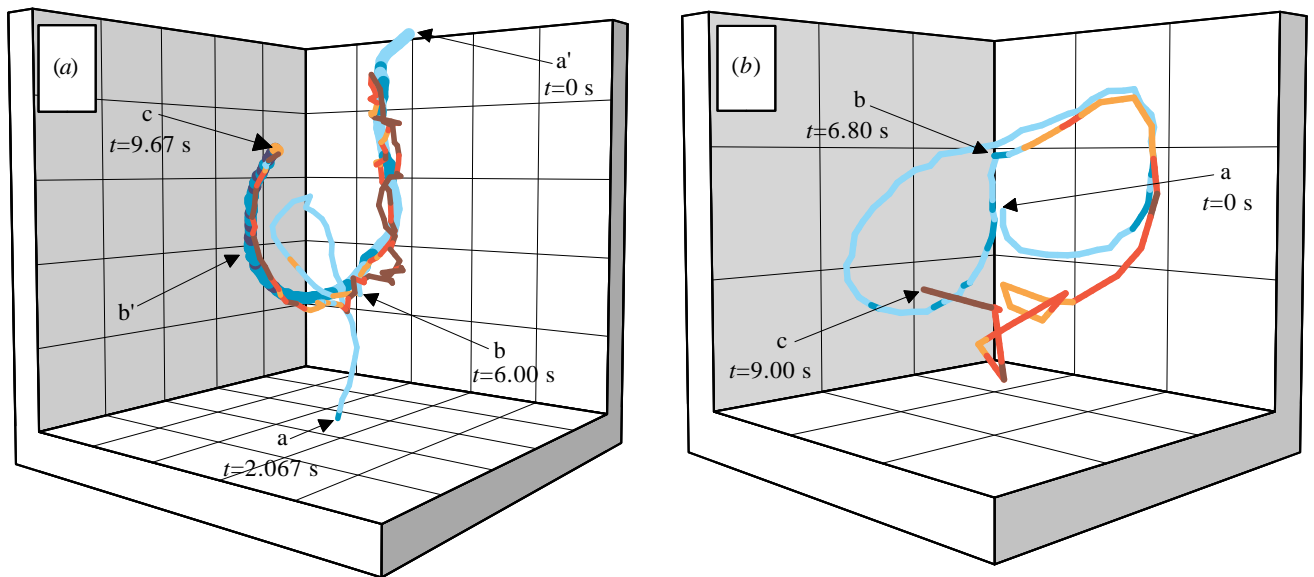 (a)
a'
t=0 s
c
t=9.67 s
b'
b
t=6.00 s
a
t=2.067 s
(b)
b
t=6.80 s
a
t=0 s
c
t=9.00 s